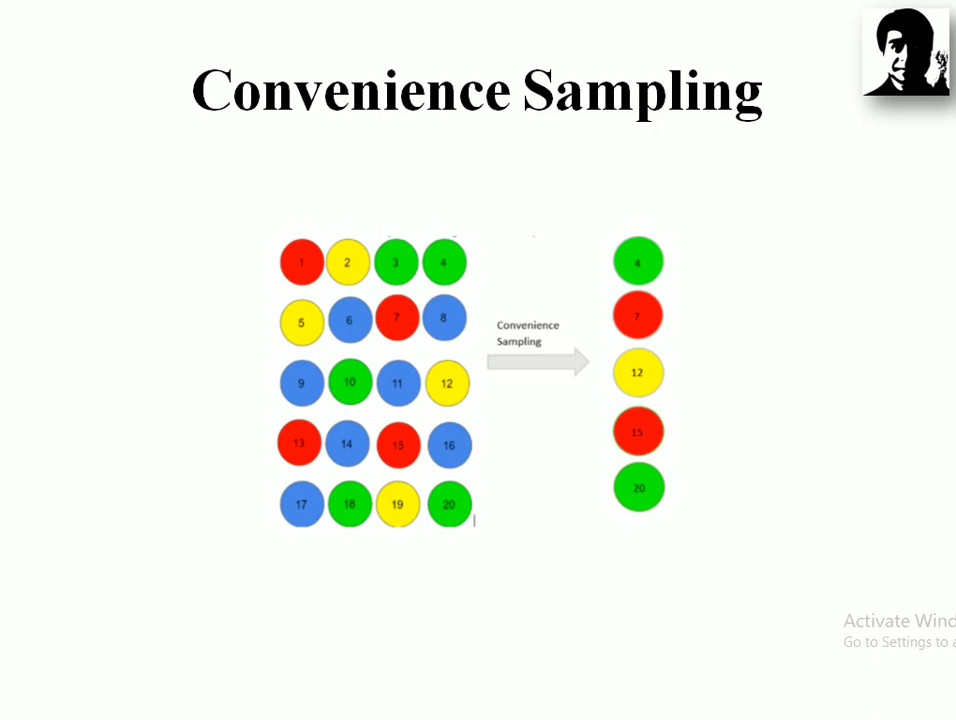 Convenience Sampling
1 2 3 4
5 6 7 8
9 10 11 12
13 14 15 16
17 18 19 20
Convenience
Sampling
4
7
12
15
20
Activate Wind
Go to Settings to a